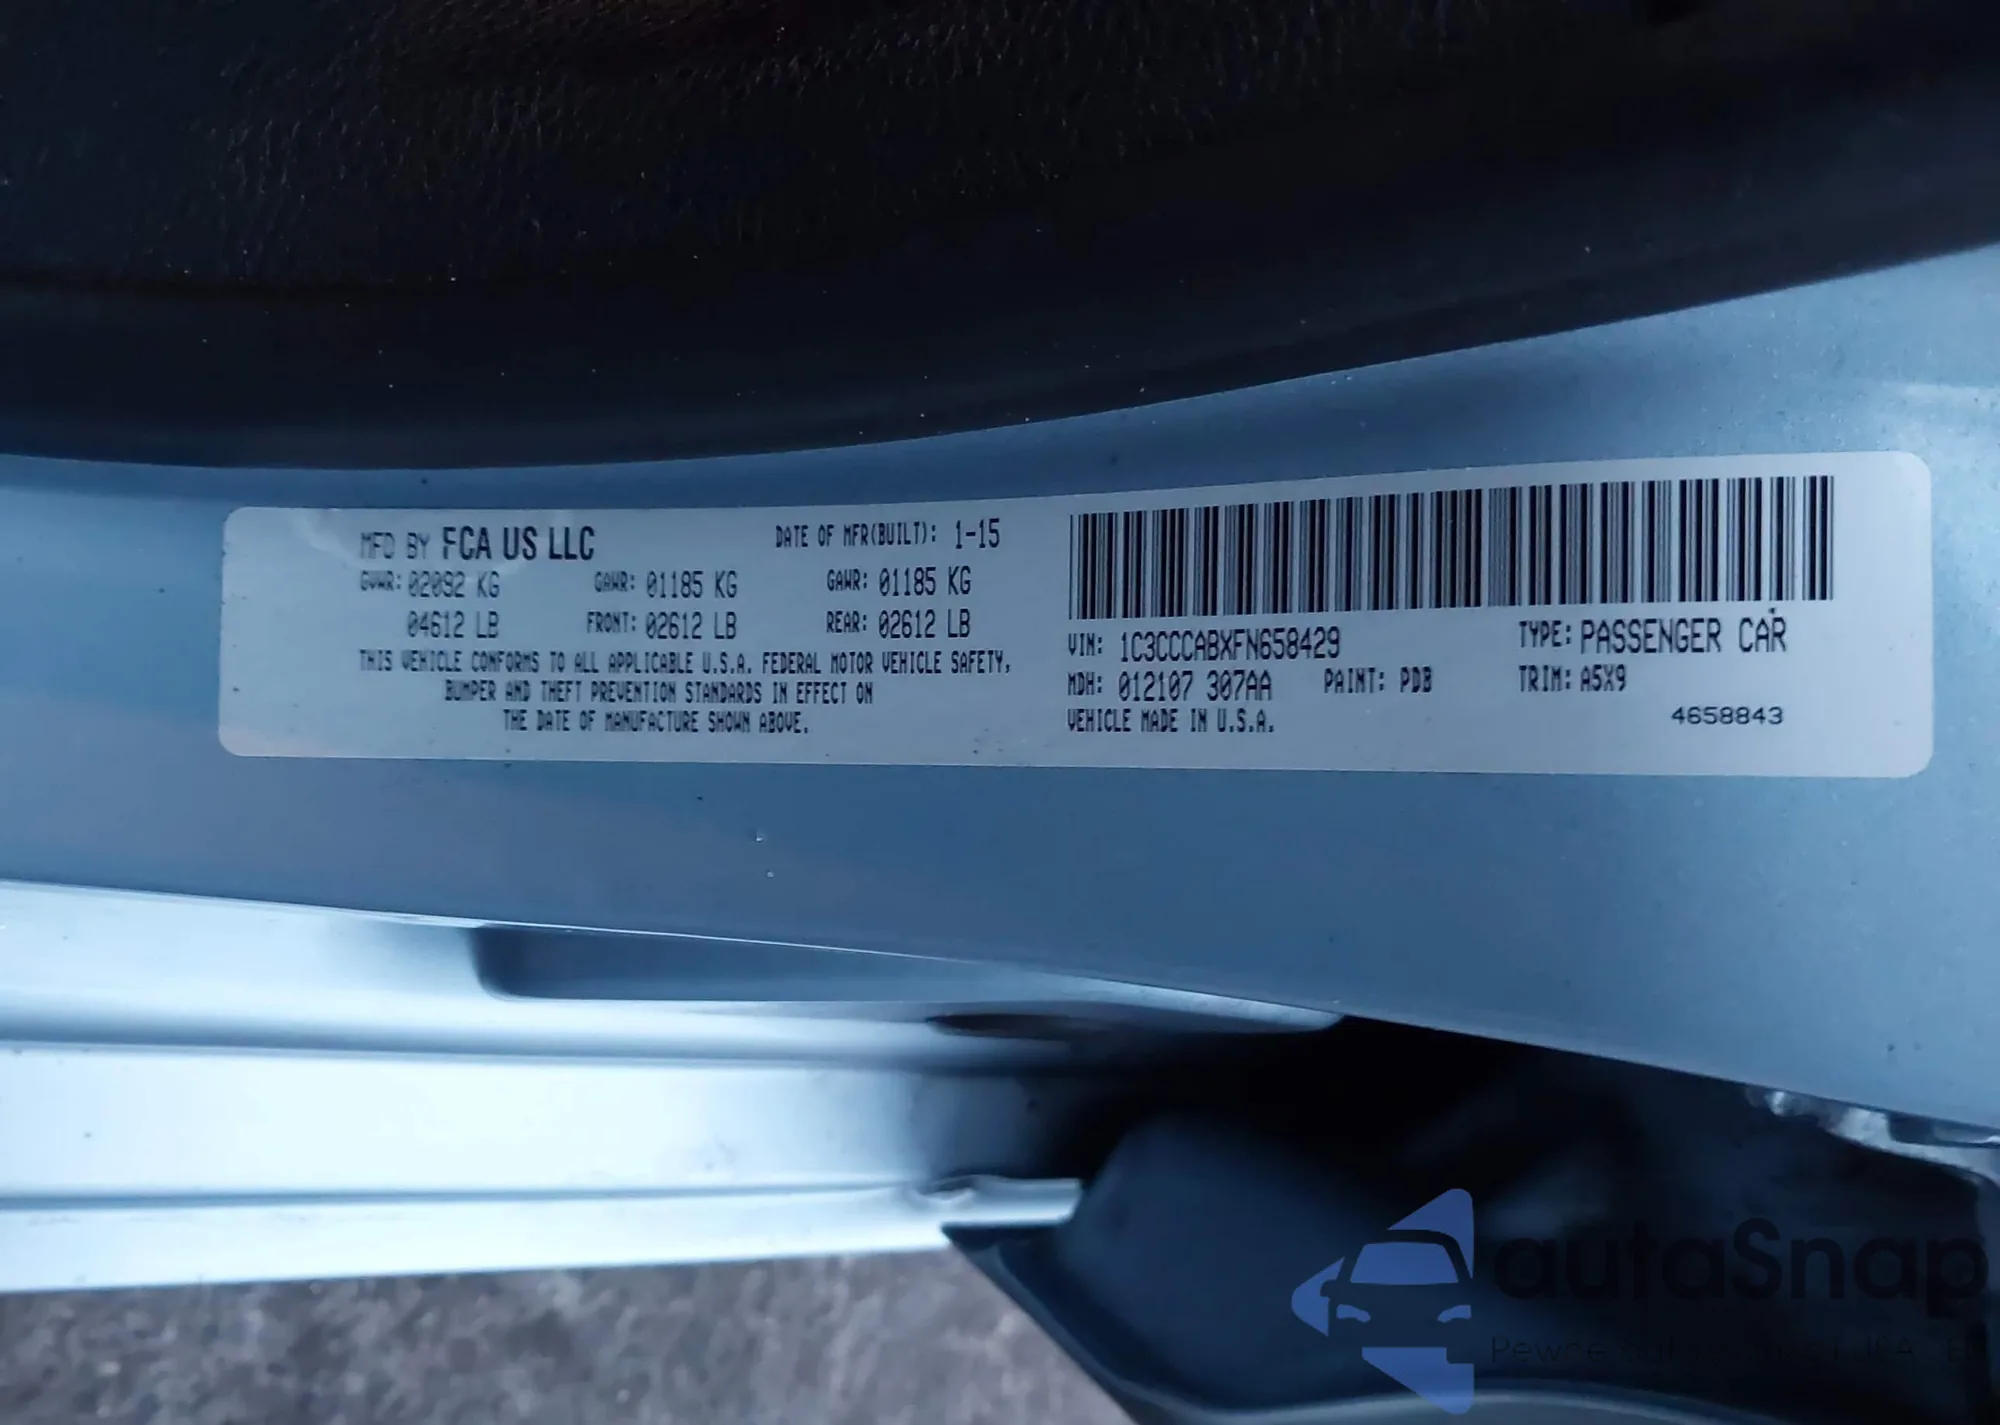 MFD BY FCA US LLC DATE OF MFR(BUILT): 1-15
GVWR: 02092 KG GAWR: 01185 KG GAWR: 01185 KG
04612 LB FRONT: 02612 LB REAR: 02612 LB
THIS VEHICLE CONFORMS TO ALL APPLICABLE U.S.A. FEDERAL MOTOR VEHICLE SAFETY,
BUMPER AND THEFT PREVENTION STANDARDS IN EFFECT ON
THE DATE OF MANUFACTURE SHOWN ABOVE.
VIN: 1C3CCCABXFN658429 TYPE: PASSENGER CAR
MDH: 012107 307AA PAINT: PDB TRIM: A5X9
VEHICLE MADE IN U.S.A. 4658843
autaSnap